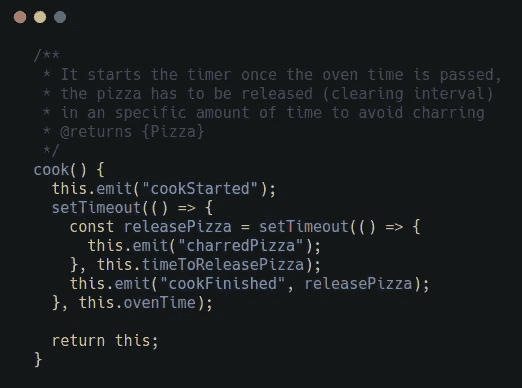 /**
 * It starts the timer once the oven time is passed,
 * the pizza has to be released (clearing interval)
 * in an specific amount of time to avoid charring
 * @returns {Pizza}
 */
cook() {
  this.emit("cookStarted");
  setTimeout(() => {
    const releasePizza = setTimeout(() => {
      this.emit("charredPizza");
    }, this.timeToReleasePizza);
    this.emit("cookFinished", releasePizza);
  }, this.ovenTime);

  return this;
}